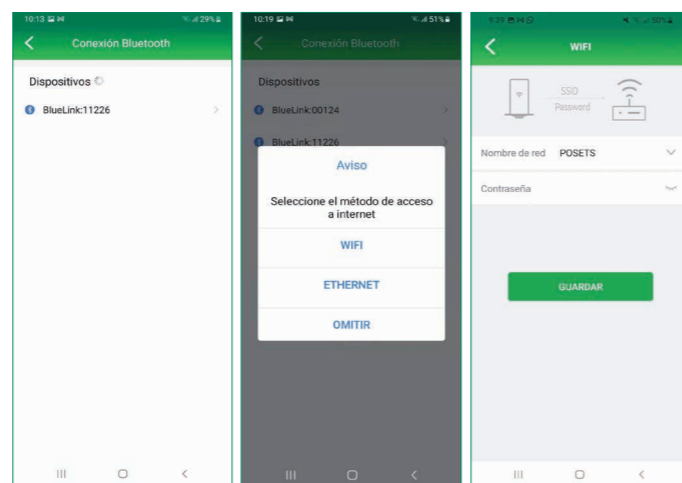 10:13
29%
Conexión Bluetooth
Dispositivos
BlueLink:11226
10:19
51%
Conexión Bluetooth
Dispositivos
BlueLink:00124
BlueLink:11226
Aviso
Seleccione el método de acceso
a internet
WIFI
ETHERNET
OMITIR
50%
WIFI
SSID
Password
Nombre de red POSETS
Contraseña
GUARDAR